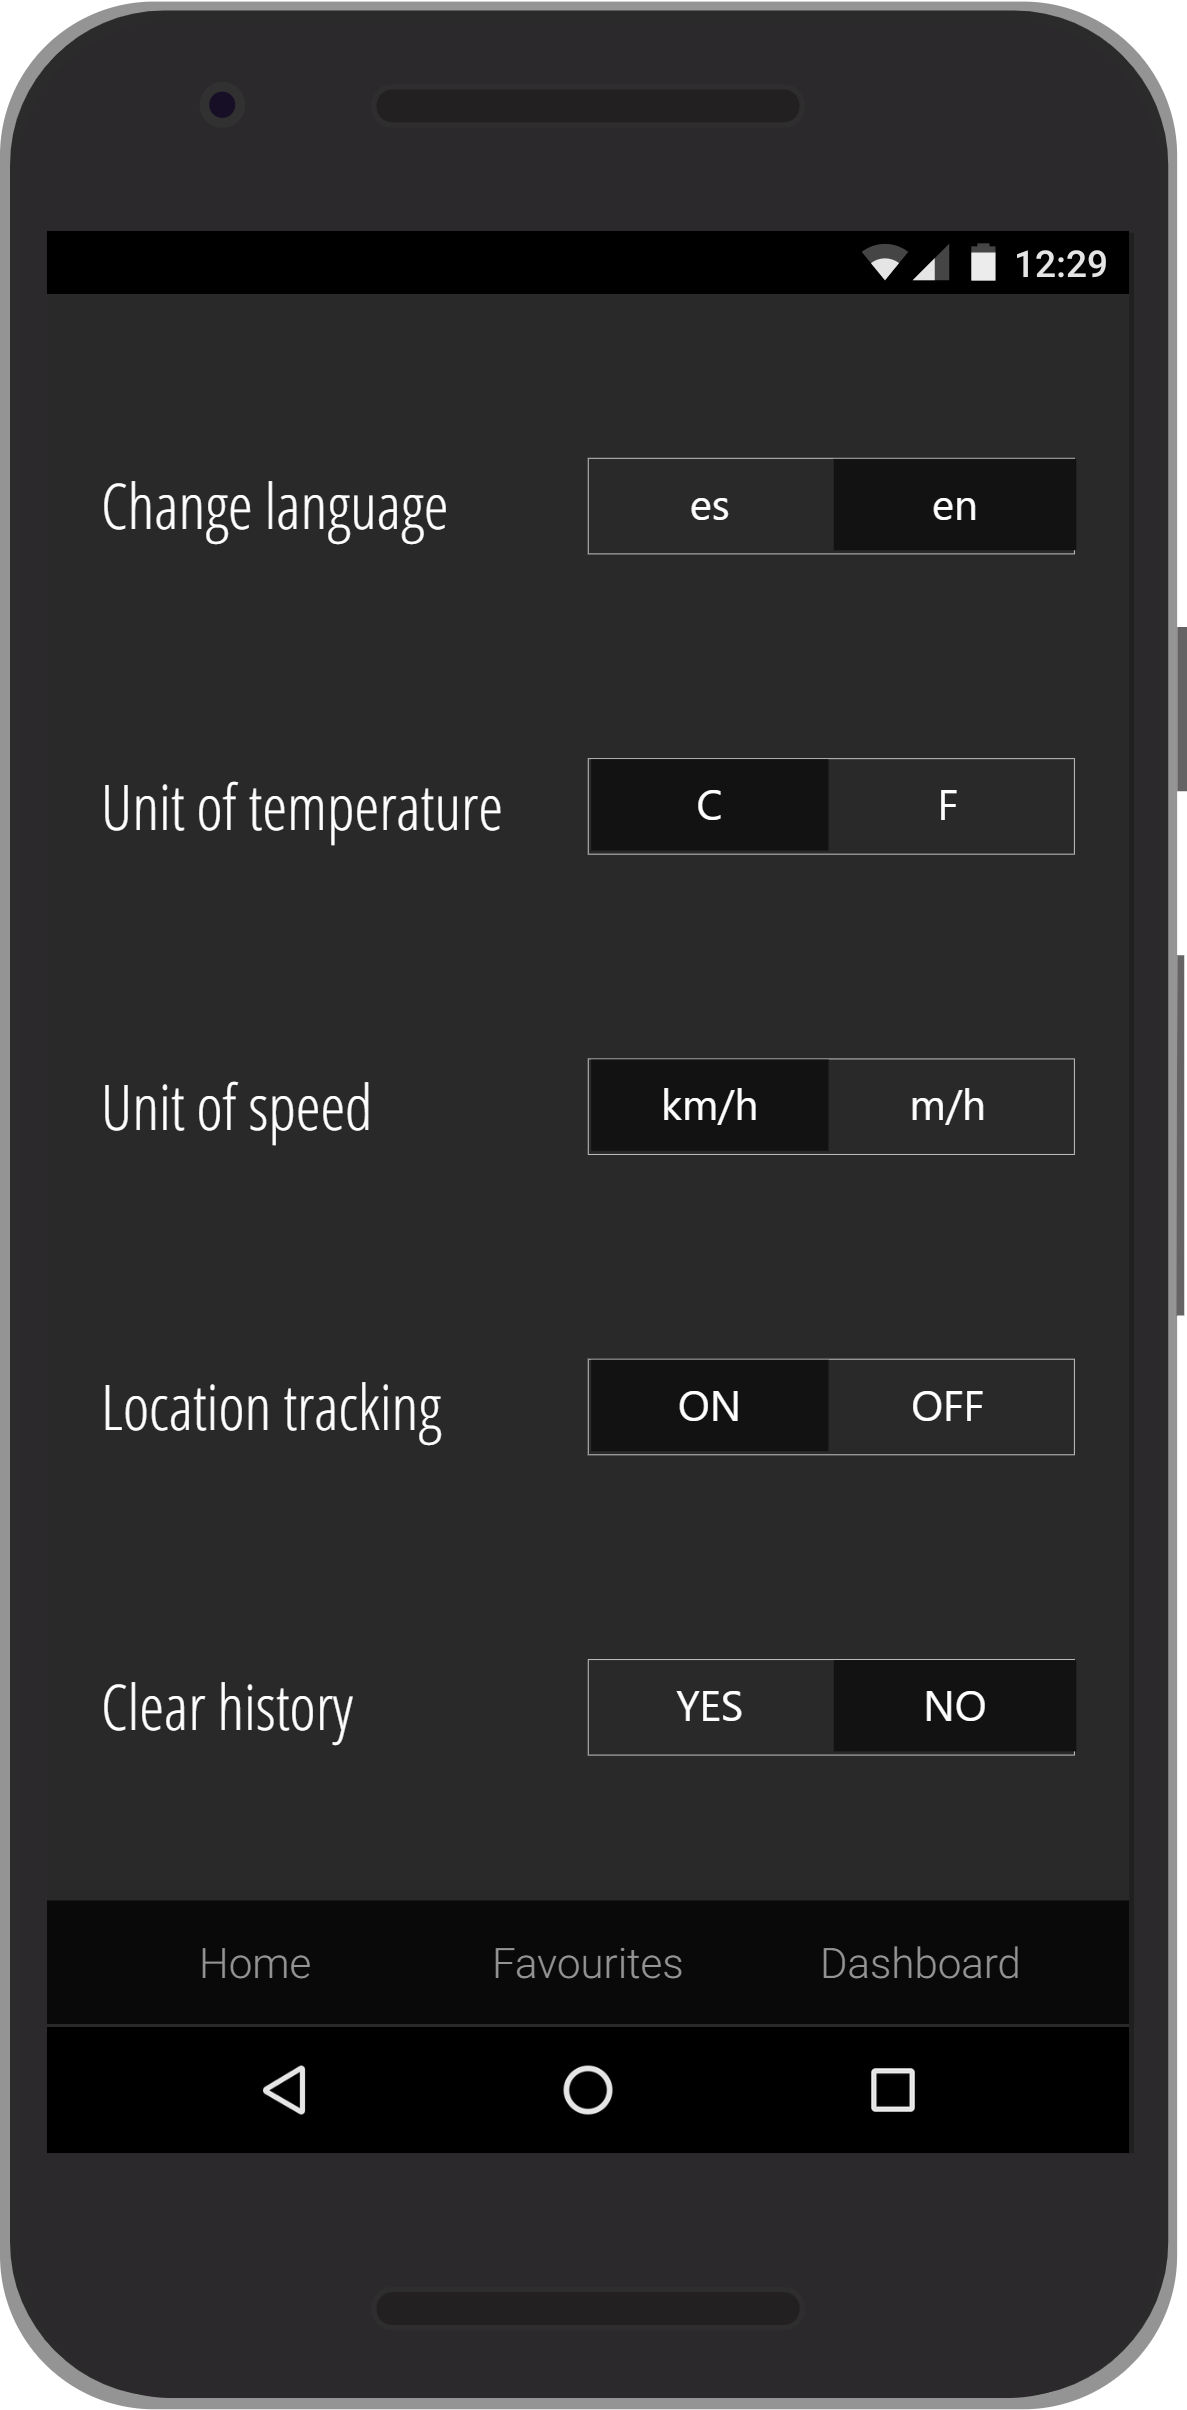 12:29
Change language es en
Unit of temperature C F
Unit of speed km/h m/h
Location tracking ON OFF
Clear history YES NO
Home Favourites Dashboard